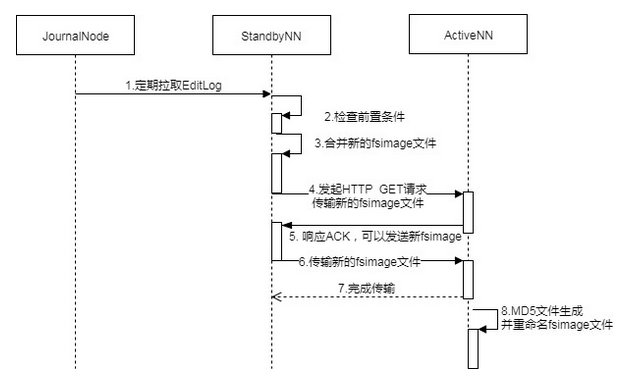 JournalNode
StandbyNN
ActiveNN
1.定期拉取EditLog
2.检查前置条件
3.合并新的fsimage文件
4.发起HTTP GET请求
传输新的fsimage文件
5. 响应ACK，可以发送新fsimage
6.传输新的fsimage文件
7.完成传输
8.MD5文件生成
并重命名fsimage文件